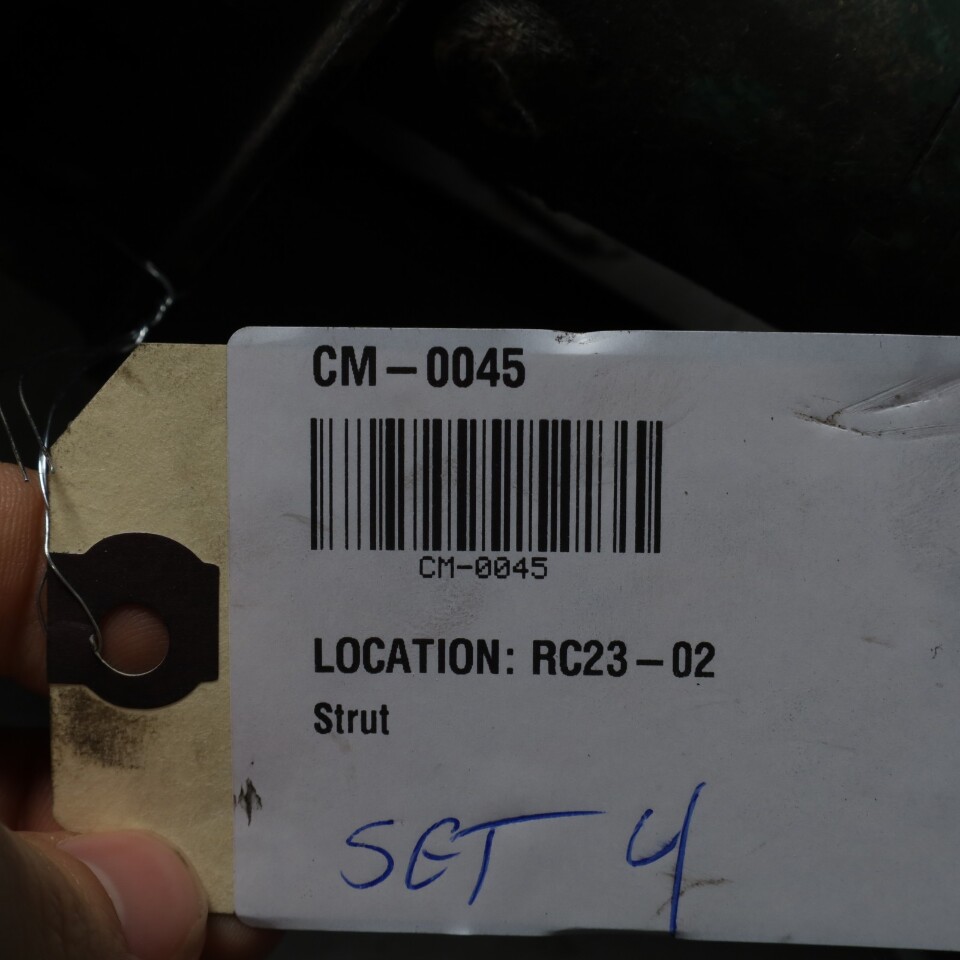 CM-0045
CM-0045
LOCATION: RC23-02
Strut
SET 4